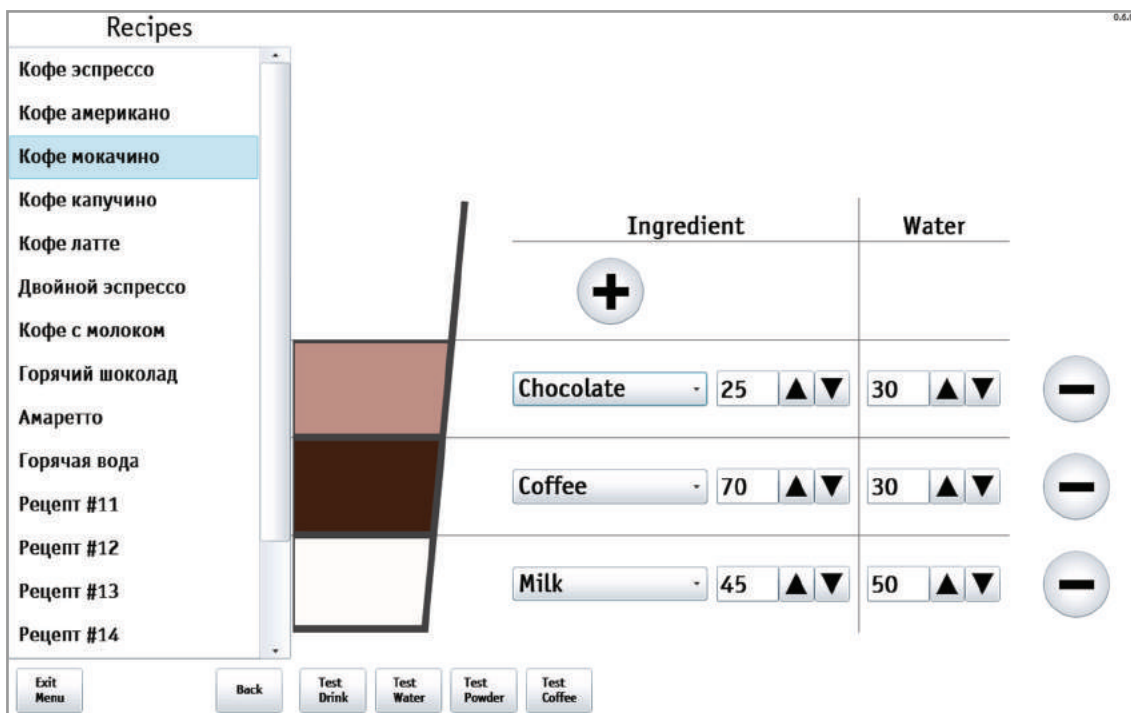 Recipes
0.6.
Кофе эспрессо
Кофе американо
Кофе мокачино
Кофе капучино
Кофе латте
Двойной эспрессо
Кофе с молоком
Горячий шоколад
Амаретто
Горячая вода
Рецепт #11
Рецепт #12
Рецепт #13
Рецепт #14
Ingredient Water
Chocolate 25 30
Coffee 70 30
Milk 45 50
Exit
Menu
Back
Test
Drink
Test
Water
Test
Powder
Test
Coffee